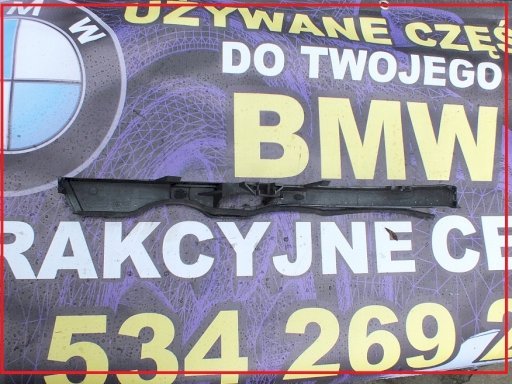 M W
UŻYWANE CZĘŚ
DO TWOJEGO
BMW
RAKCYJNE CE
534 269 2